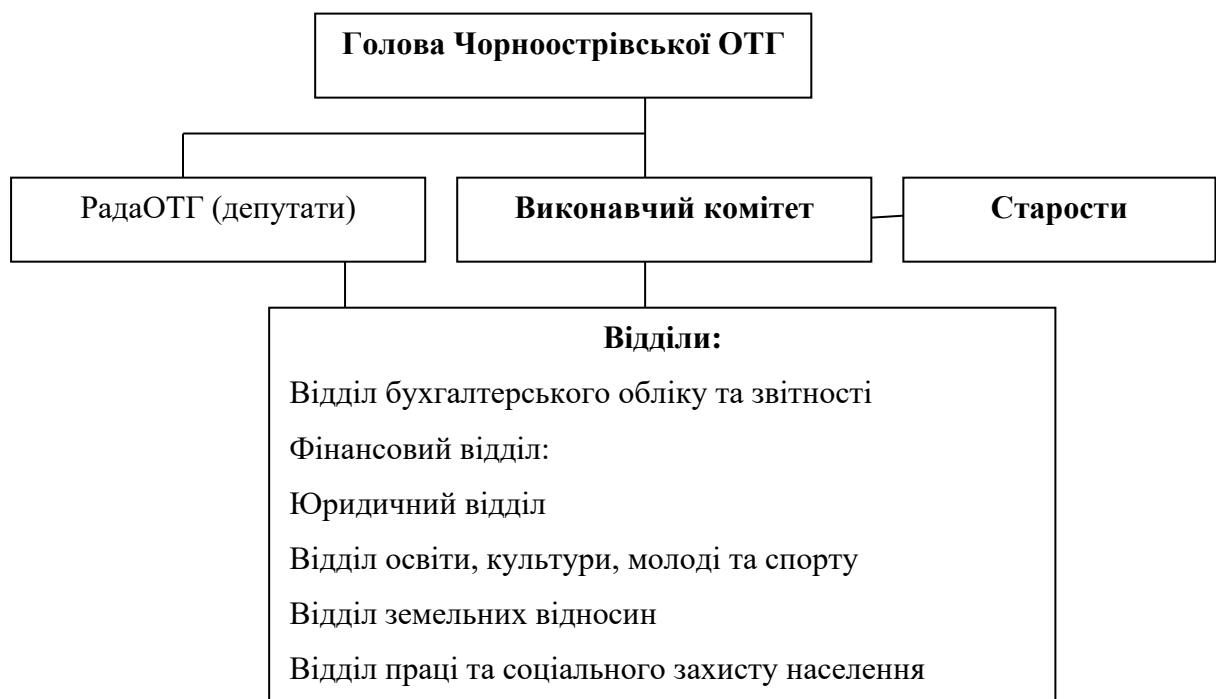 Голова Чорноострівської ОТГ
РадаОТГ (депутати)
Виконавчий комітет
Старости
Відділи:
Відділ бухгалтерського обліку та звітності
Фінансовий відділ:
Юридичний відділ
Відділ освіти, культури, молоді та спорту
Відділ земельних відносин
Відділ праці та соціального захисту населення